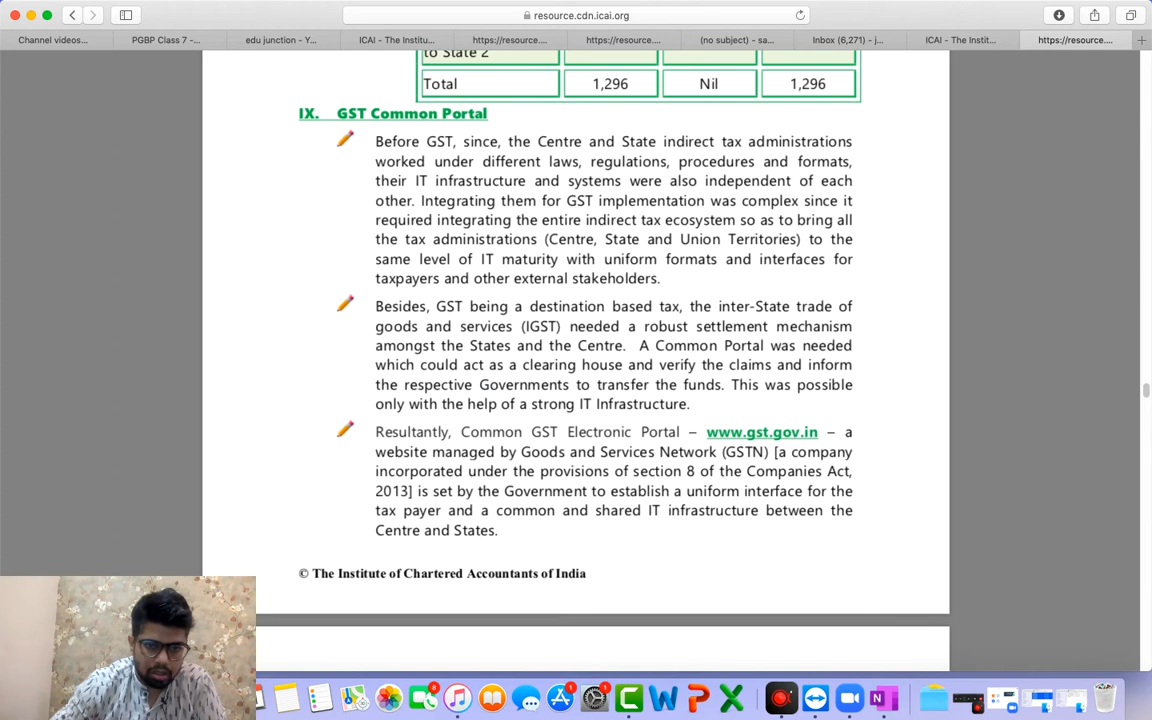 resource.cdn.icai.org
Channel videos...
PGBP Class 7 -...
edu junction - Y...
ICAI - The Institu...
https://resource....
https://resource....
(no subject) - sa...
Inbox (6,271) - j...
ICAI - The Instit...
https://resource....
to State 2
Total 1,296 Nil 1,296
IX. GST Common Portal
Before GST, since, the Centre and State indirect tax administrations
worked under different laws, regulations, procedures and formats,
their IT infrastructure and systems were also independent of each
other. Integrating them for GST implementation was complex since it
required integrating the entire indirect tax ecosystem so as to bring all
the tax administrations (Centre, State and Union Territories) to the
same level of IT maturity with uniform formats and interfaces for
taxpayers and other external stakeholders.
Besides, GST being a destination based tax, the inter-State trade of
goods and services (IGST) needed a robust settlement mechanism
amongst the States and the Centre. A Common Portal was needed
which could act as a clearing house and verify the claims and inform
the respective Governments to transfer the funds. This was possible
only with the help of a strong IT Infrastructure.
Resultantly, Common GST Electronic Portal – www.gst.gov.in – a
website managed by Goods and Services Network (GSTN) [a company
incorporated under the provisions of section 8 of the Companies Act,
2013] is set by the Government to establish a uniform interface for the
tax payer and a common and shared IT infrastructure between the
Centre and States.
© The Institute of Chartered Accountants of India